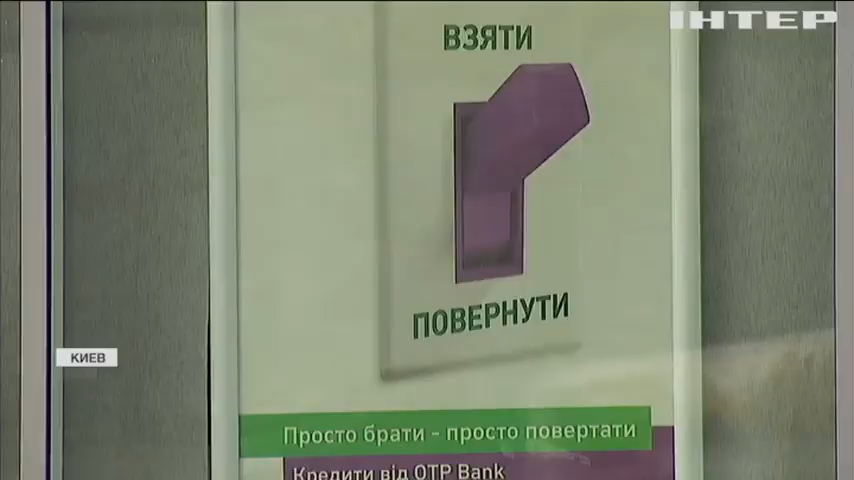 ІНТЕР
ВЗЯТИ
ПОВЕРНУТИ
КИЕВ
Просто брати - просто повертати
Кредити від OTP Bank